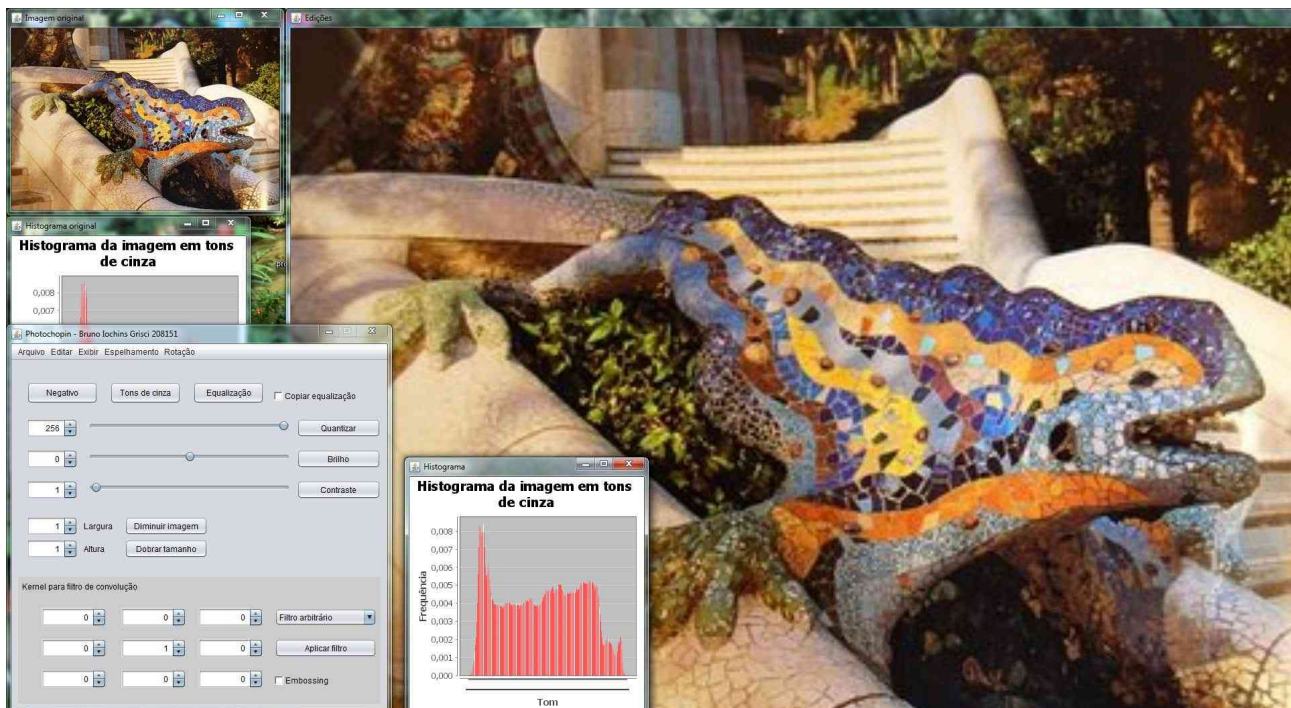 Imagem original
Edições
Histograma original
Histograma da imagem em tons
de cinza
0,008
0,007
Photochopin - Bruno Iochins Grisci 208151
Arquivo Editar Exibir Espelhamento Rotação
Negativo Tons de cinza Equalização Copiar equalização
256 Quantizar
0 Brilho
1 Contraste
1 Largura Diminuir imagem
1 Altura Dobrar tamanho
Kernel para filtro de convolução
0 0 0 Filtro arbitrário
0 1 0 Aplicar filtro
0 0 0 Embossing
Histograma
Histograma da imagem em tons
de cinza
Frequência
0,008
0,007
0,006
0,005
0,004
0,003
0,002
0,001
0,000
Tom